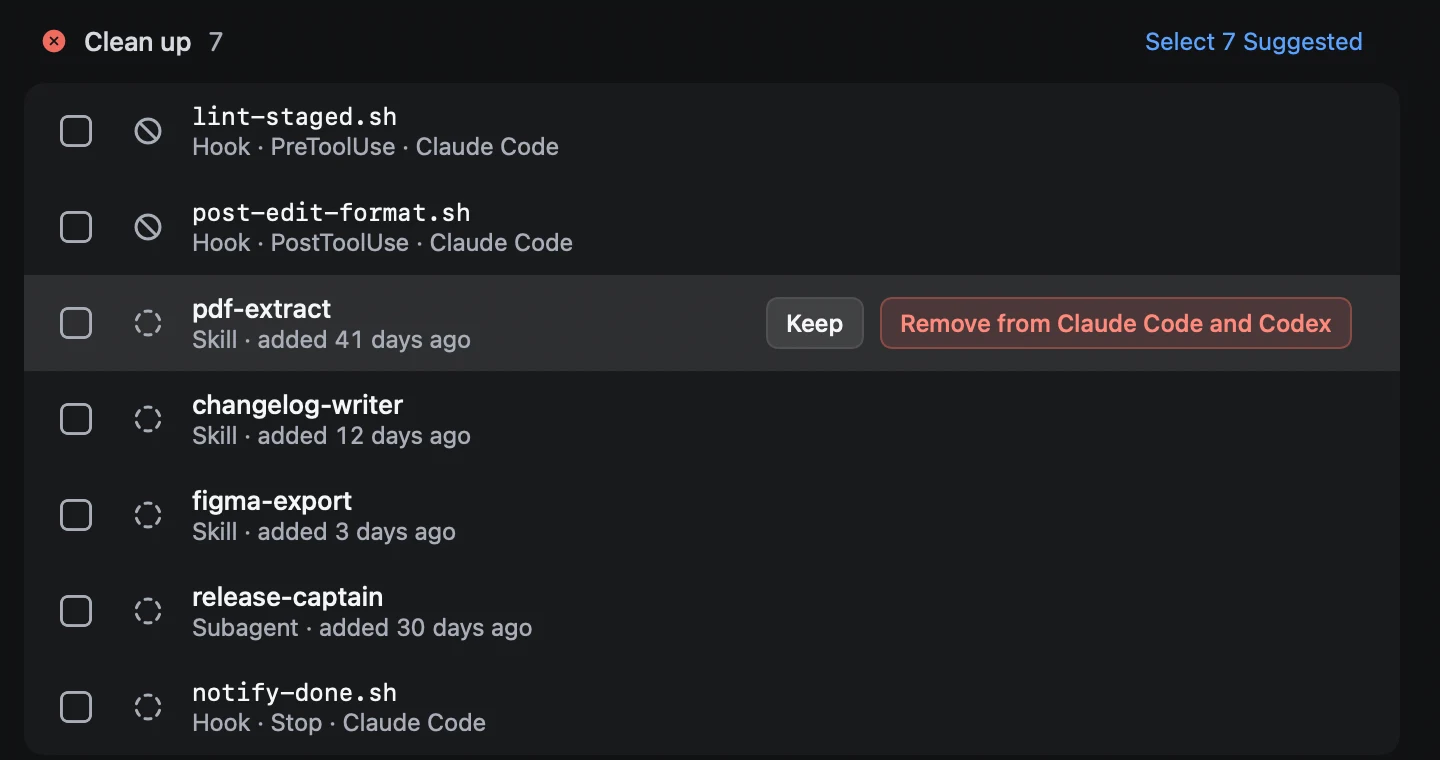 Clean up 7
Select 7 Suggested
lint-staged.sh
Hook · PreToolUse · Claude Code
post-edit-format.sh
Hook · PostToolUse · Claude Code
pdf-extract
Skill · added 41 days ago
Keep
Remove from Claude Code and Codex
changelog-writer
Skill · added 12 days ago
figma-export
Skill · added 3 days ago
release-captain
Subagent · added 30 days ago
notify-done.sh
Hook · Stop · Claude Code